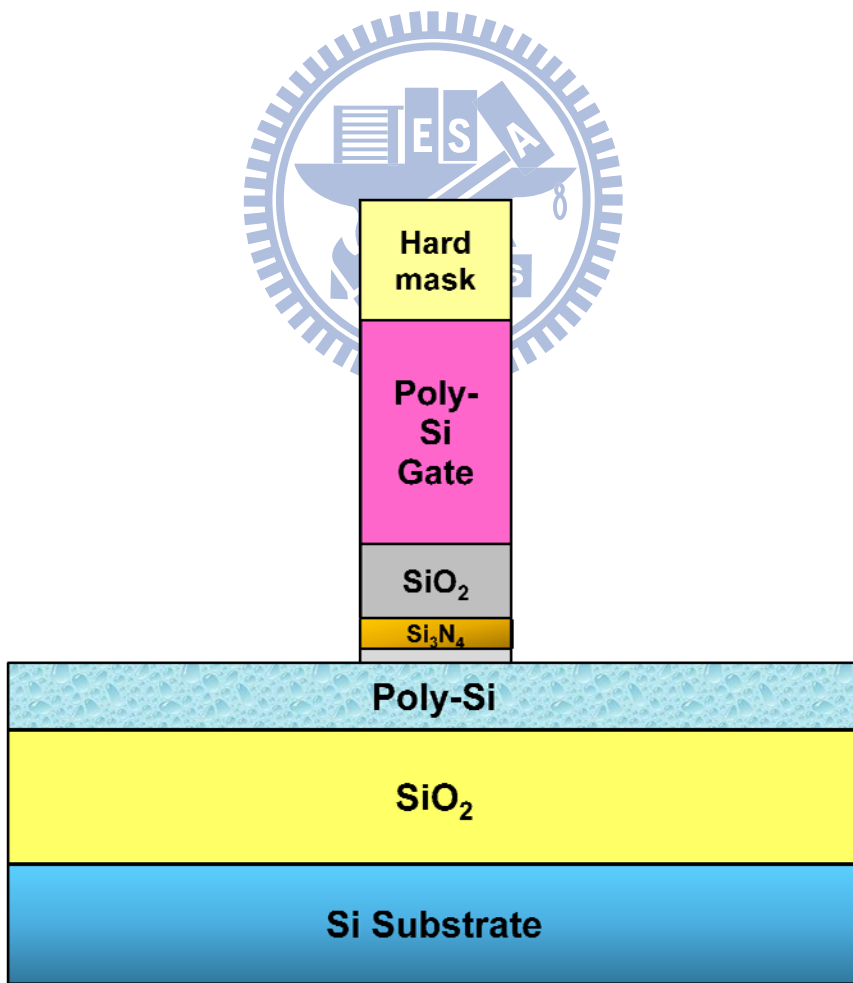 E S A
Hard
mask
S
Poly-
Si
Gate
SiO₂
Si₃N₄
Poly-Si
SiO₂
Si Substrate